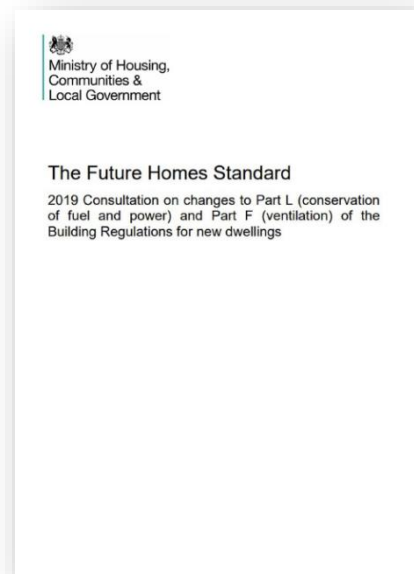 Ministry of Housing,
Communities &
Local Government
The Future Homes Standard
2019 Consultation on changes to Part L (conservation
of fuel and power) and Part F (ventilation) of the
Building Regulations for new dwellings